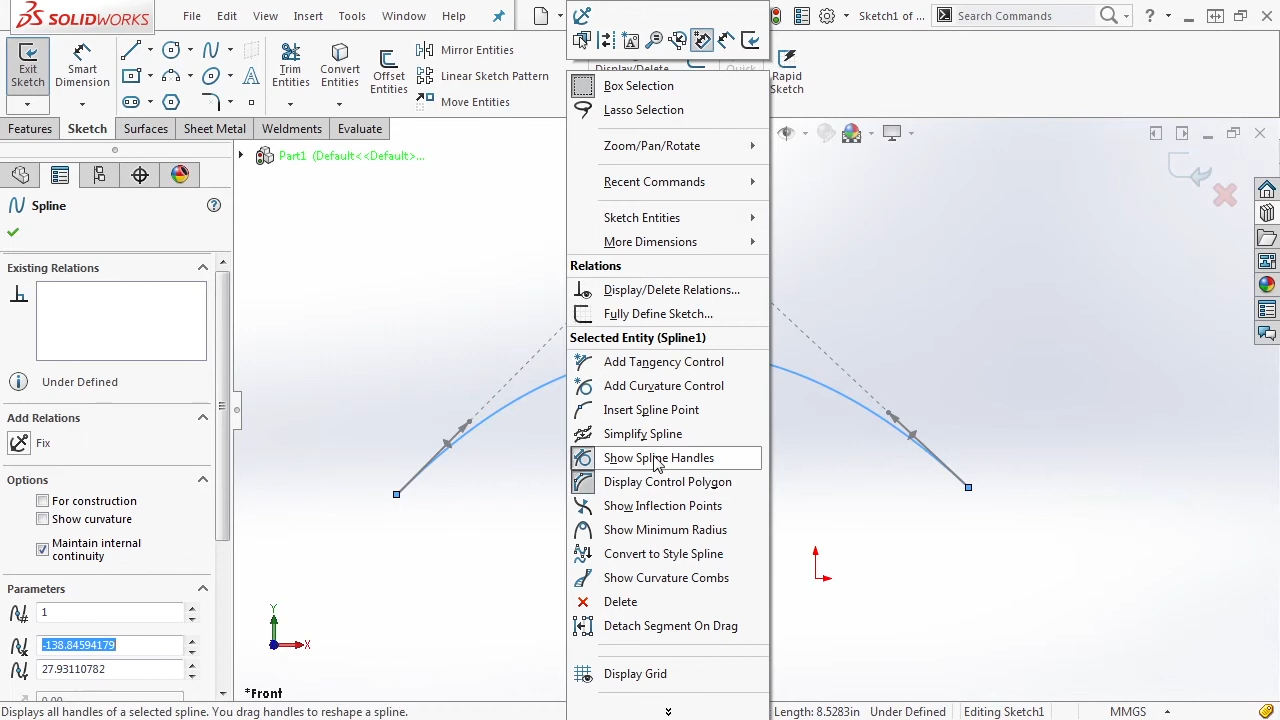 SOLIDWORKS
File
Edit
View
Insert
Tools
Window
Help
Sketch1 of ...
Search Commands
?
Exit
Sketch
Smart
Dimension
Trim
Entities
Convert
Entities
Offset
Entities
Mirror Entities
Linear Sketch Pattern
Move Entities
Rapid
Sketch
Features
Sketch
Surfaces
Sheet Metal
Weldments
Evaluate
Part1 (Default<<Default>...
Spline
Existing Relations
Under Defined
Add Relations
Fix
Options
For construction
Show curvature
Maintain internal
continuity
Parameters
1
-138.84594179
27.93110782
0.00
Box Selection
Lasso Selection
Zoom/Pan/Rotate
Recent Commands
Sketch Entities
More Dimensions
Relations
Display/Delete Relations...
Fully Define Sketch...
Selected Entity (Spline1)
Add Tangency Control
Add Curvature Control
Insert Spline Point
Simplify Spline
Show Spline Handles
Display Control Polygon
Show Inflection Points
Show Minimum Radius
Convert to Style Spline
Show Curvature Combs
Delete
Detach Segment On Drag
Display Grid
Y
X
*Front
Displays all handles of a selected spline. You drag handles to reshape a spline.
Length: 8.5283in
Under Defined
Editing Sketch1
MMGS